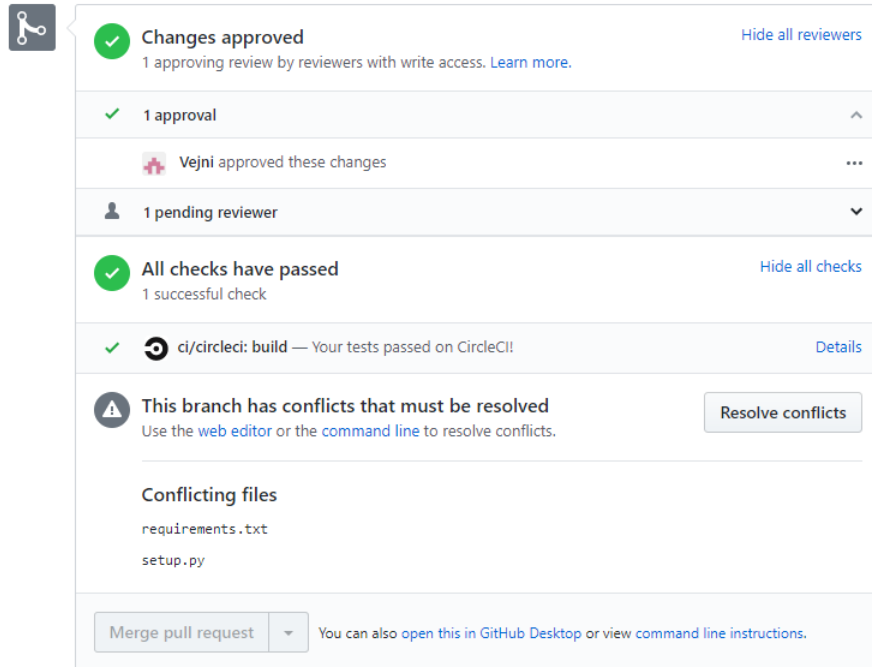 Changes approved
Hide all reviewers
1 approving review by reviewers with write access. Learn more.
1 approval
Vejni approved these changes
1 pending reviewer
All checks have passed
Hide all checks
1 successful check
ci/circleci: build — Your tests passed on CircleCI!
Details
This branch has conflicts that must be resolved
Resolve conflicts
Use the web editor or the command line to resolve conflicts.
Conflicting files
requirements.txt
setup.py
Merge pull request
You can also open this in GitHub Desktop or view command line instructions.